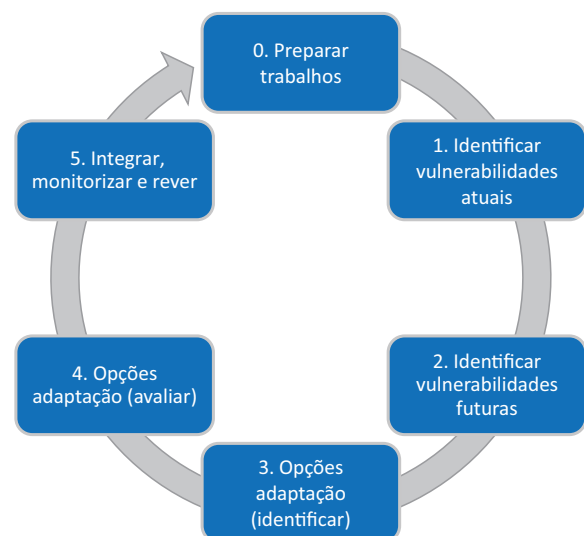 0. Preparar
trabalhos
1. Identificar
vulnerabilidades
atuais
2. Identificar
vulnerabilidades
futuras
3. Opções
adaptação
(identificar)
4. Opções
adaptação (avaliar)
5. Integrar,
monitorizar e rever